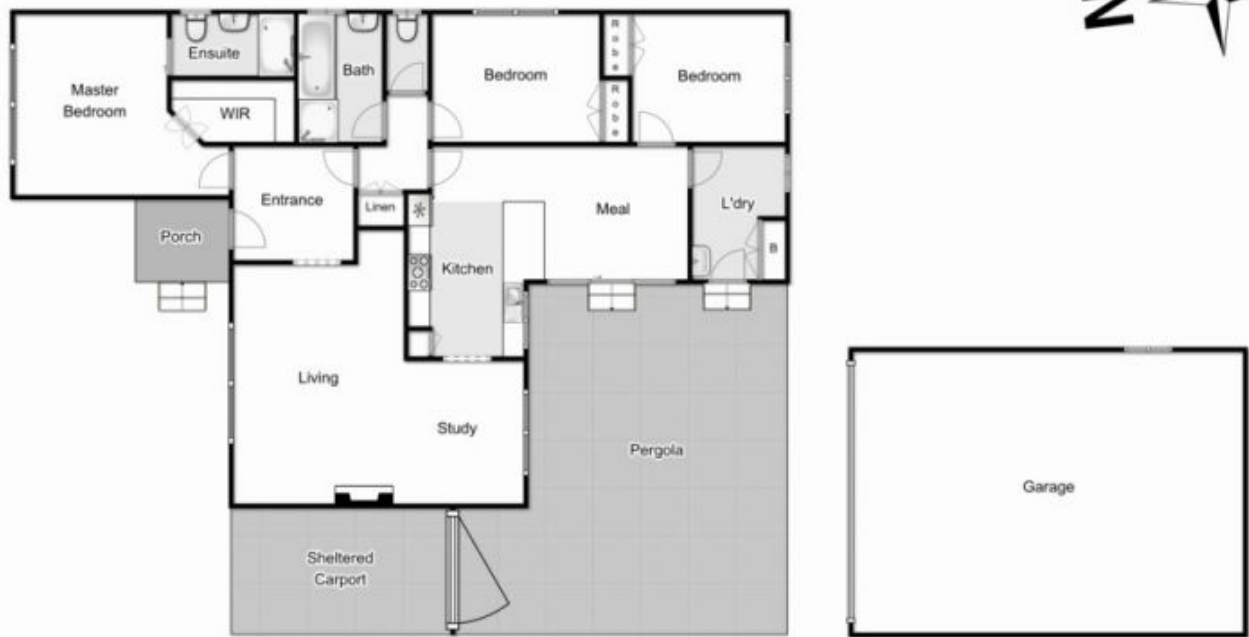 N
Ensuite
Bath
Bedroom
Robe
Bedroom
Master
Bedroom
WIR
Robe
Entrance
Linen
Meal
L'dry
Porch
B
Kitchen
Living
Study
Pergola
Garage
Sheltered
Carport